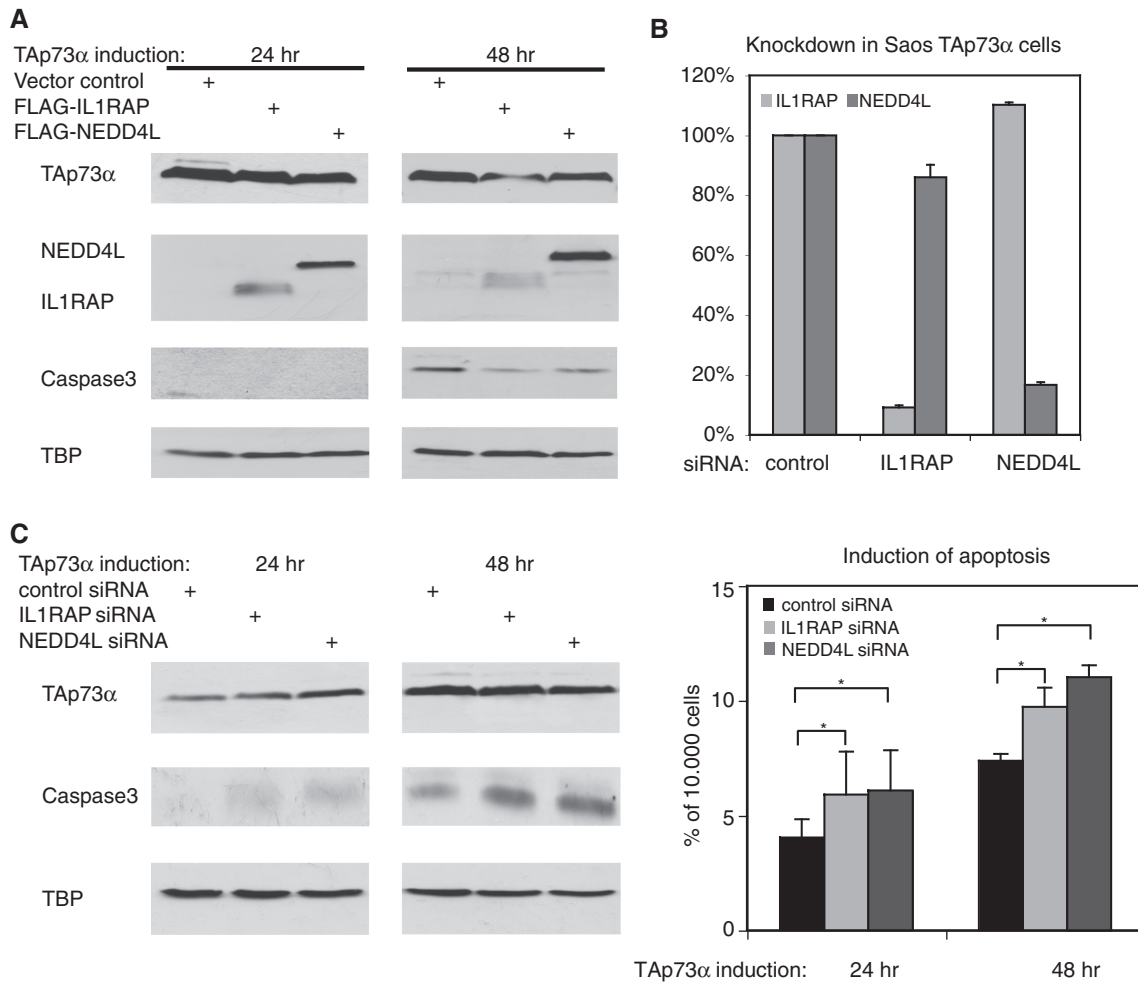 A
TAp73α induction: 24 hr 48 hr
Vector control + +
FLAG-IL1RAP + +
FLAG-NEDD4L + +
TAp73α
NEDD4L
IL1RAP
Caspase3
TBP
B
Knockdown in Saos TAp73α cells
120%
100%
80%
60%
40%
20%
0%
IL1RAP NEDD4L
siRNA: control IL1RAP NEDD4L
C
TAp73α induction: 24 hr 48 hr
control siRNA + +
IL1RAP siRNA + +
NEDD4L siRNA + +
TAp73α
Caspase3
TBP
Induction of apoptosis
15
10
5
0
% of 10.000 cells
control siRNA
IL1RAP siRNA
NEDD4L siRNA
* *
* *
TAp73α induction: 24 hr 48 hr